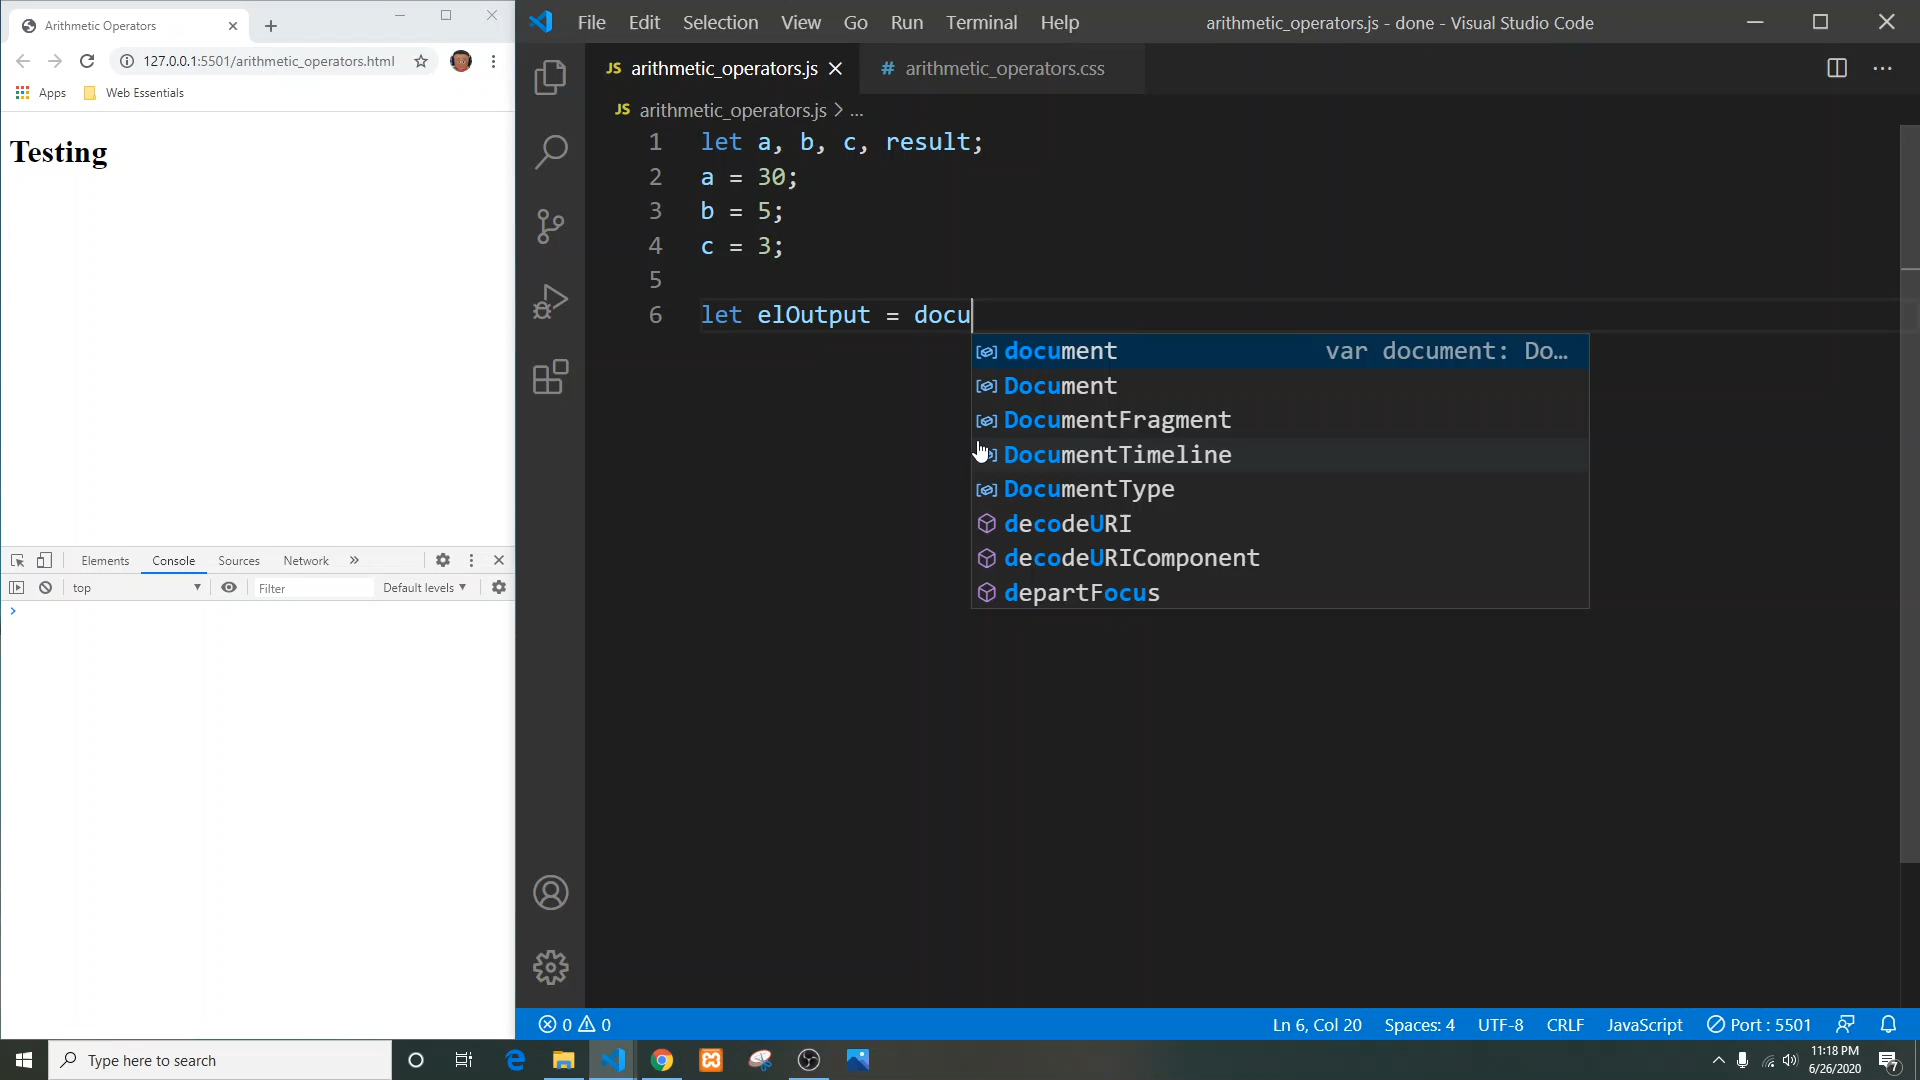 Arithmetic Operators
127.0.0.1:5501/arithmetic_operators.html
Apps Web Essentials
Testing
Elements Console Sources Network »
top Filter Default levels
File Edit Selection View Go Run Terminal Help arithmetic_operators.js - done - Visual Studio Code
JS arithmetic_operators.js # arithmetic_operators.css
JS arithmetic_operators.js > ...
1 let a, b, c, result;
2 a = 30;
3 b = 5;
4 c = 3;
5
6 let elOutput = docu
document var document: Do…
Document
DocumentFragment
DocumentTimeline
DocumentType
decodeURI
decodeURIComponent
departFocus
0 0 Ln 6, Col 20 Spaces: 4 UTF-8 CRLF JavaScript Port : 5501
Type here to search
11:18 PM
6/26/2020
7